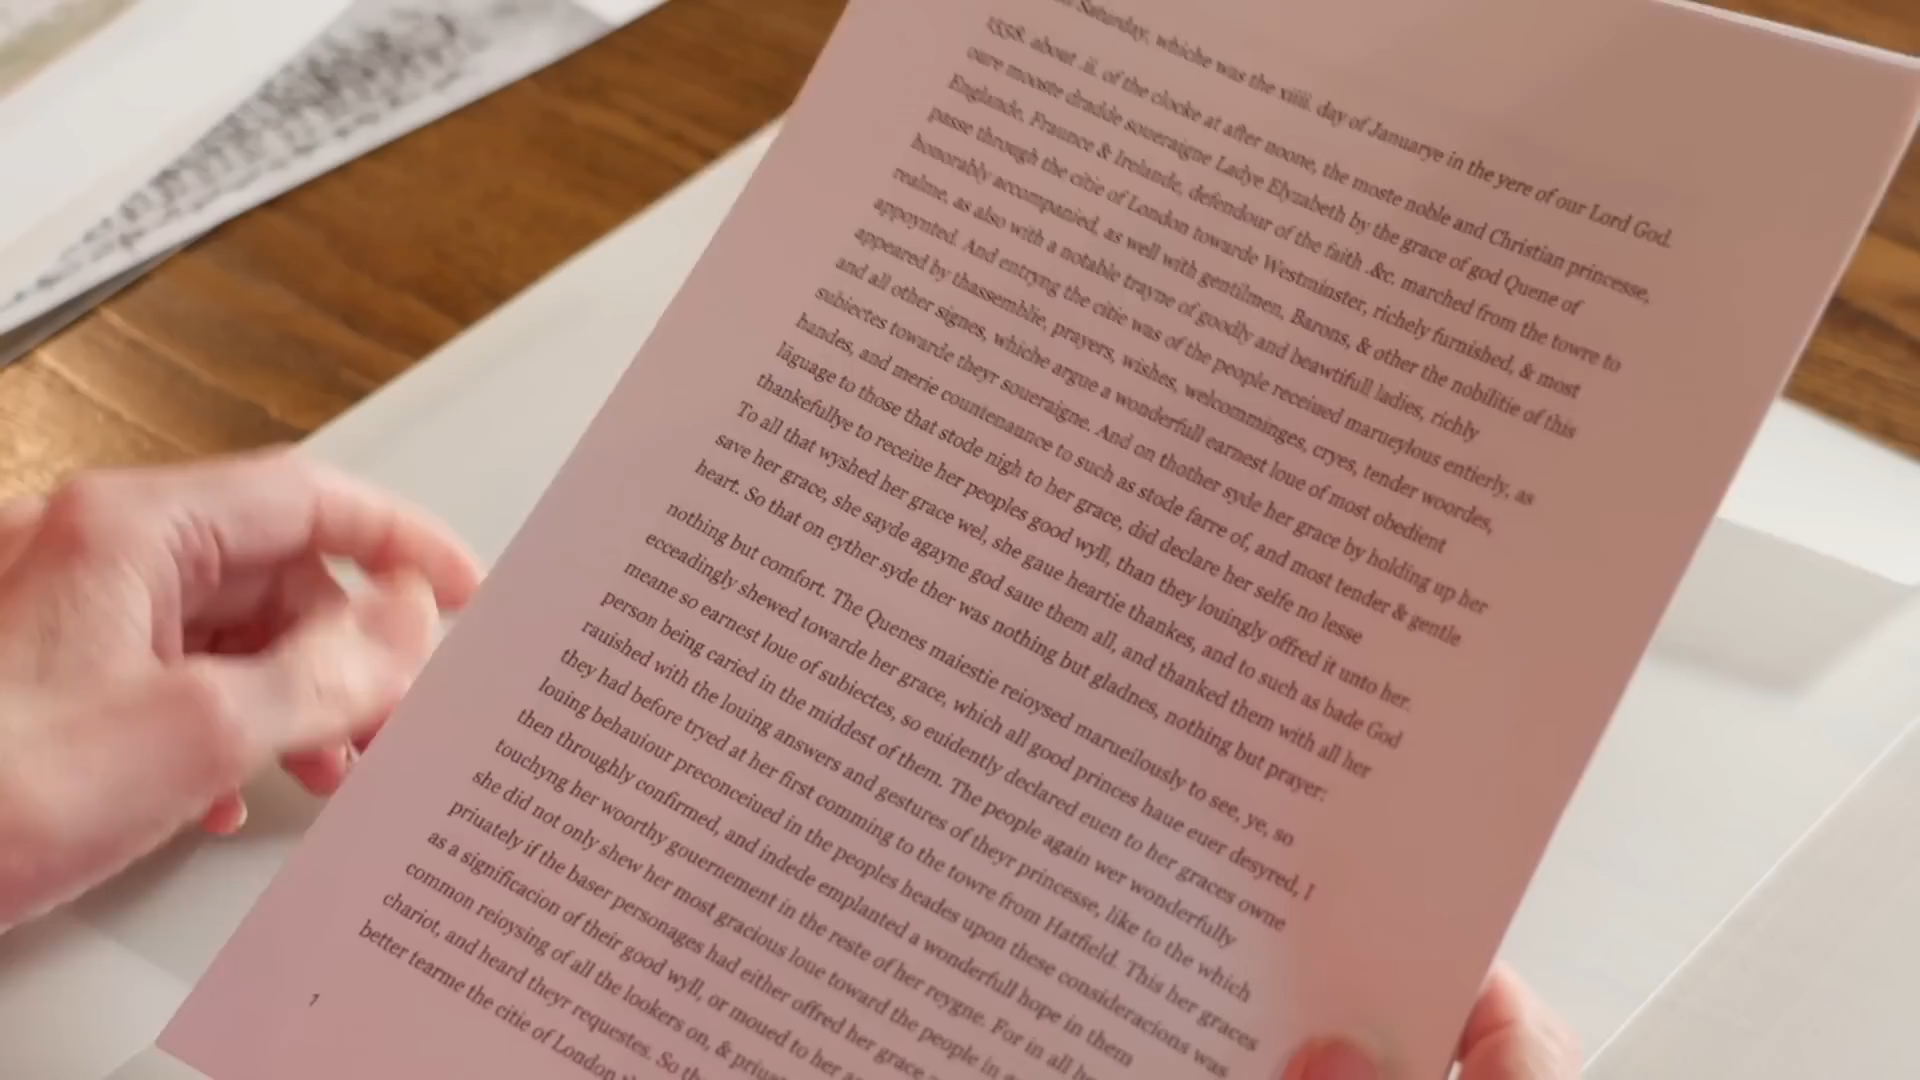 Saturday, whiche was the xiiii. day of Januarye in the yere of our Lord God.
1558. about .ii. of the clocke at after noone, the moste noble and Christian princesse,
oure mooste dradde soueraigne Ladye Elyzabeth by the grace of god Quene of
Englande, Fraunce & Irelande, defendour of the faith .&c. marched from the towre to
passe through the citie of London towarde Westminster, richely furnished, & most
honorably accompanied, as well with gentilmen, Barons, & other the nobilitie of this
realme, as also with a notable trayne of goodly and beawtifull ladies, richly
appoynted. And entryng the citie was of the people receiued marueylous entierly, as
appeared by thassemblie, prayers, wishes, welcomminges, cryes, tender woordes,
and all other signes, whiche argue a wonderfull earnest loue of most obedient
subiectes towarde theyr soueraigne. And on thother syde her grace by holding up her
handes, and merie countenaunce to such as stode farre of, and most tender & gentle
lãguage to those that stode nigh to her grace, did declare her selfe no lesse
thankefullye to receiue her peoples good wyll, than they louingly offred it unto her.
To all that wyshed her grace wel, she gaue heartie thankes, and to such as bade God
save her grace, she sayde agayne god saue them all, and thanked them with all her
heart. So that on eyther syde ther was nothing but gladnes, nothing but prayer:
nothing but comfort. The Quenes maiestie reioysed marueilously to see, ye, so
ecceadingly shewed towarde her grace, which all good princes haue euer desyred, I
meane so earnest loue of subiectes, so euidently declared euen to her graces owne
person being caried in the middest of them. The people again wer wonderfully
rauished with the louing answers and gestures of theyr princesse, like to the which
they had before tryed at her first comming to the towre from Hatfield. This her graces
louing behauiour preconceiued in the peoples heades upon these consideracions was
then throughly confirmed, and indede emplanted a wonderfull hope in them
touchyng her woorthy gouernement in the reste of her reygne. For in all
she did not only shew her most gracious loue toward the people in
priuately if the baser personages had either offred her grace
as a significacion of their good wyll, or moued to her
common reioysing of all the lookers on, &
chariot, and heard theyr requestes. So
better tearme the citie of London
1